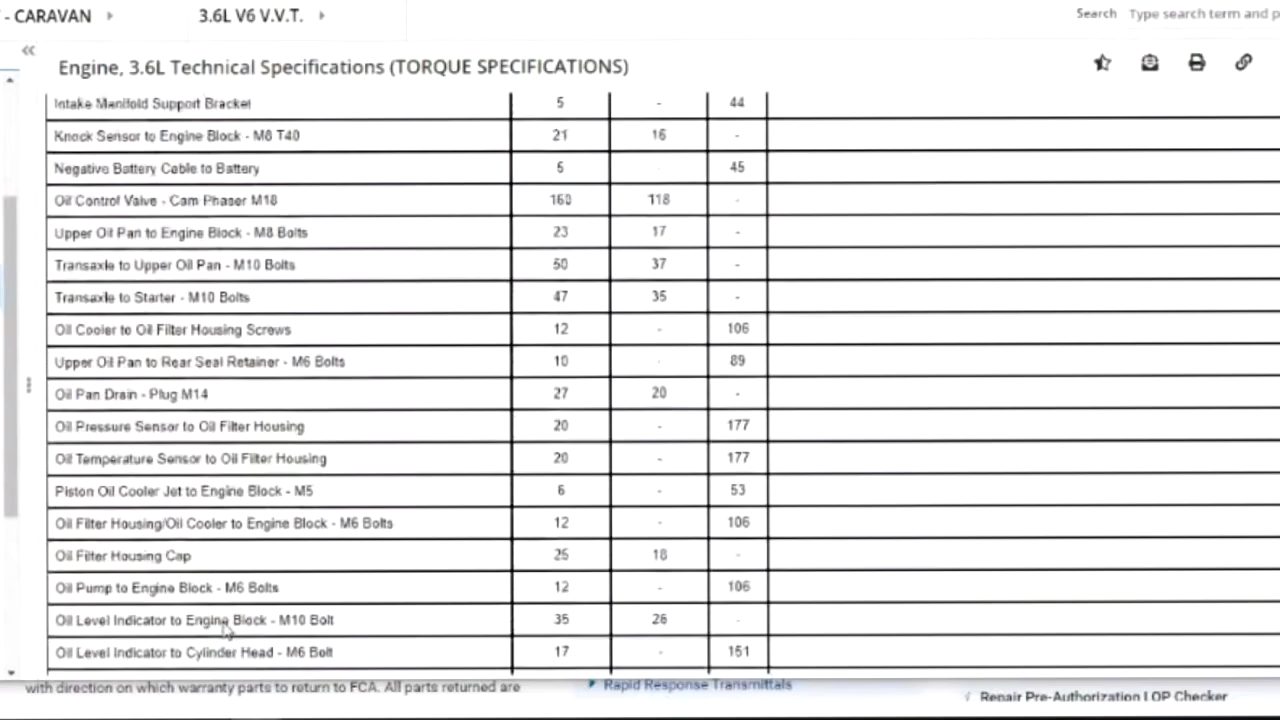 - CARAVAN
3.6L V6 V.V.T.
Search Type search term and p
Engine, 3.6L Technical Specifications (TORQUE SPECIFICATIONS)
Intake Manifold Support Bracket 5 - 44
Knock Sensor to Engine Block - M8 T40 21 16 -
Negative Battery Cable to Battery 5 - 45
Oil Control Valve - Cam Phaser M18 160 118 -
Upper Oil Pan to Engine Block - M8 Bolts 23 17 -
Transaxle to Upper Oil Pan - M10 Bolts 50 37 -
Transaxle to Starter - M10 Bolts 47 35 -
Oil Cooler to Oil Filter Housing Screws 12 - 106
Upper Oil Pan to Rear Seal Retainer - M6 Bolts 10 - 89
Oil Pan Drain - Plug M14 27 20 -
Oil Pressure Sensor to Oil Filter Housing 20 - 177
Oil Temperature Sensor to Oil Filter Housing 20 - 177
Piston Oil Cooler Jet to Engine Block - M5 6 - 53
Oil Filter Housing/Oil Cooler to Engine Block - M6 Bolts 12 - 106
Oil Filter Housing Cap 25 18 -
Oil Pump to Engine Block - M6 Bolts 12 - 106
Oil Level Indicator to Engine Block - M10 Bolt 35 26 -
Oil Level Indicator to Cylinder Head - M6 Bolt 17 - 151
with direction on which warranty parts to return to FCA. All parts returned are
Rapid Response Transmittals
Repair Pre-Authorization LOP Checker